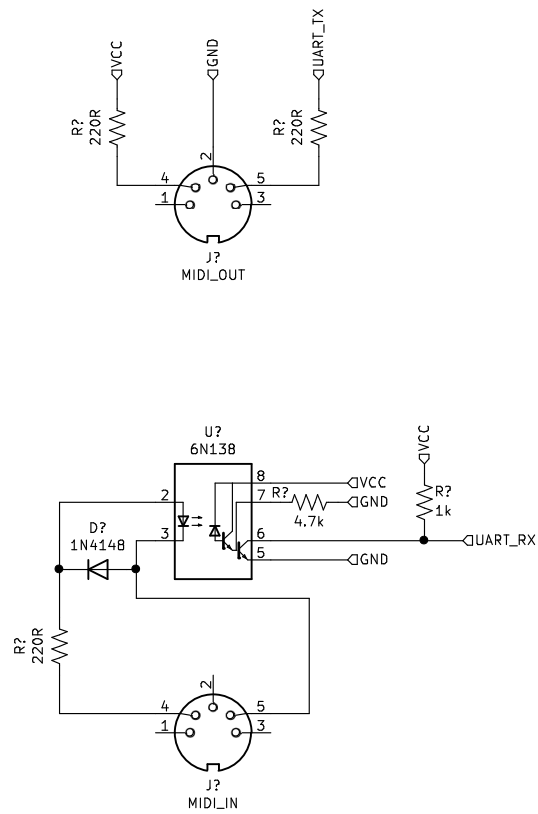 VCC
GND
UART_TX
R?
220R
R?
220R
2
4
5
1
3
J?
MIDI_OUT
U?
6N138
VCC
8
VCC
2
7
R?
GND
R?
1k
4.7k
D?
1N4148
3
6
UART_RX
5
GND
R?
220R
2
4
5
1
3
J?
MIDI_IN